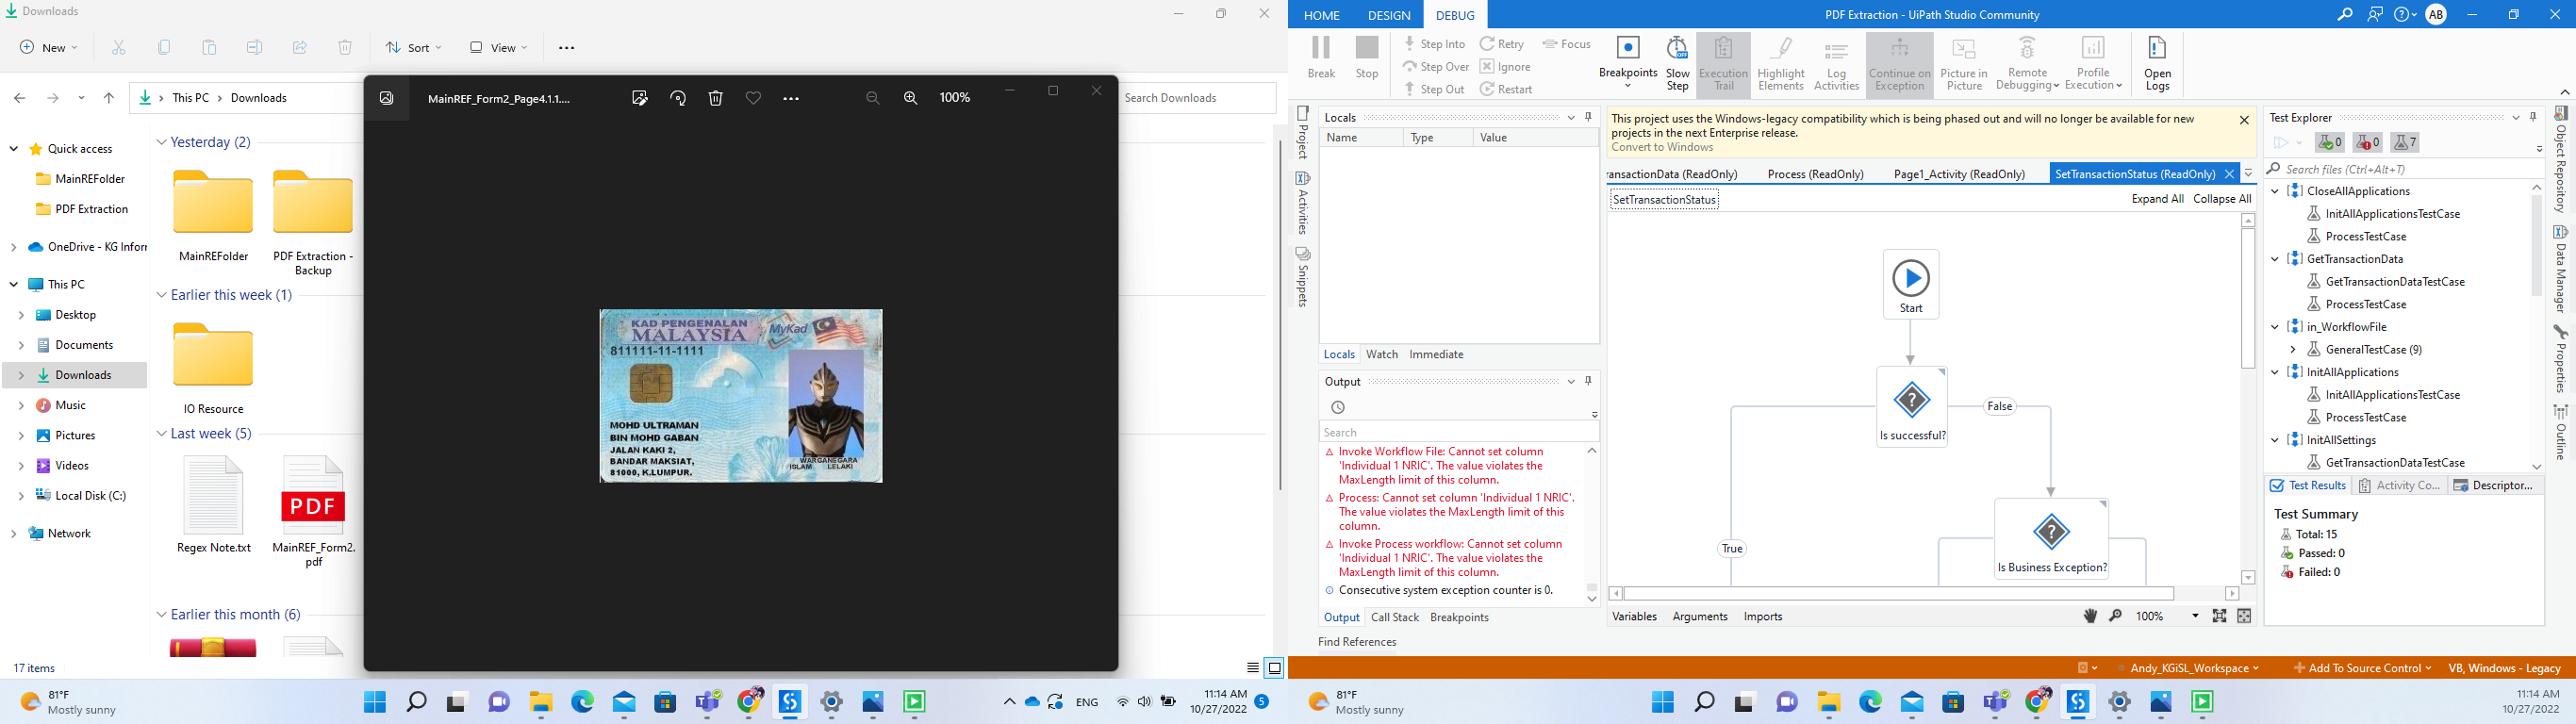 Downloads
New
Sort
View
This PC
Downloads
Search Downloads
Quick access
MainREFolder
PDF Extraction
OneDrive - KG Inforr
This PC
Desktop
Documents
Downloads
Music
Pictures
Videos
Local Disk (C:)
Network
Yesterday (2)
MainREFolder
PDF Extraction -
Backup
Earlier this week (1)
IO Resource
Last week (5)
PDF
Regex Note.txt
MainREF_Form2.
pdf
Earlier this month (6)
17 items
MainREF_Form2_Page4.1.1....
100%
KAD PENGENALAN
MALAYSIA
MyKad
811111-11-1111
MOHD ULTRAMAN
BIN MOHD GABAN
JALAN KAKI 2,
BANDAR MAKSIAT,
81000, K.LUMPUR.
WARGANEGARA
ISLAM LELAKI
81°F
Mostly sunny
ENG
11:14 AM
10/27/2022
5
HOME
DESIGN
DEBUG
PDF Extraction - UiPath Studio Community
AB
Break
Stop
Step Into
Step Over
Step Out
Retry
Ignore
Restart
Focus
Breakpoints
Slow
Step
Execution
Trail
Highlight
Elements
Log
Activities
Continue on
Exception
Picture in
Picture
Remote
Debugging
Profile
Execution
Open
Logs
Project
Activities
Snippets
Locals
Name
Type
Value
Locals
Watch
Immediate
Output
Search
Invoke Workflow File: Cannot set column
'Individual 1 NRIC'. The value violates the
MaxLength limit of this column.
Process: Cannot set column 'Individual 1 NRIC'.
The value violates the MaxLength limit of this
column.
Invoke Process workflow: Cannot set column
'Individual 1 NRIC'. The value violates the
MaxLength limit of this column.
Consecutive system exception counter is 0.
Output
Call Stack
Breakpoints
Find References
This project uses the Windows-legacy compatibility which is being phased out and will no longer be available for new
projects in the next Enterprise release.
Convert to Windows
ransactionData (ReadOnly)
Process (ReadOnly)
Page1_Activity (ReadOnly)
SetTransactionStatus (ReadOnly)
SetTransactionStatus
Expand All
Collapse All
Start
Is successful?
False
True
Is Business Exception?
Variables
Arguments
Imports
100%
Test Explorer
0
0
7
Search files (Ctrl+Alt+T)
CloseAllApplications
InitAllApplicationsTestCase
ProcessTestCase
GetTransactionData
GetTransactionDataTestCase
ProcessTestCase
in_WorkflowFile
GeneralTestCase (9)
InitAllApplications
InitAllApplicationsTestCase
ProcessTestCase
InitAllSettings
GetTransactionDataTestCase
Test Results
Activity Co...
Descriptor...
Test Summary
Total: 15
Passed: 0
Failed: 0
Object Repository
Data Manager
Properties
Outline
Andy_KGiSL_Workspace
Add To Source Control
VB, Windows - Legacy
81°F
Mostly sunny
11:14 AM
10/27/2022